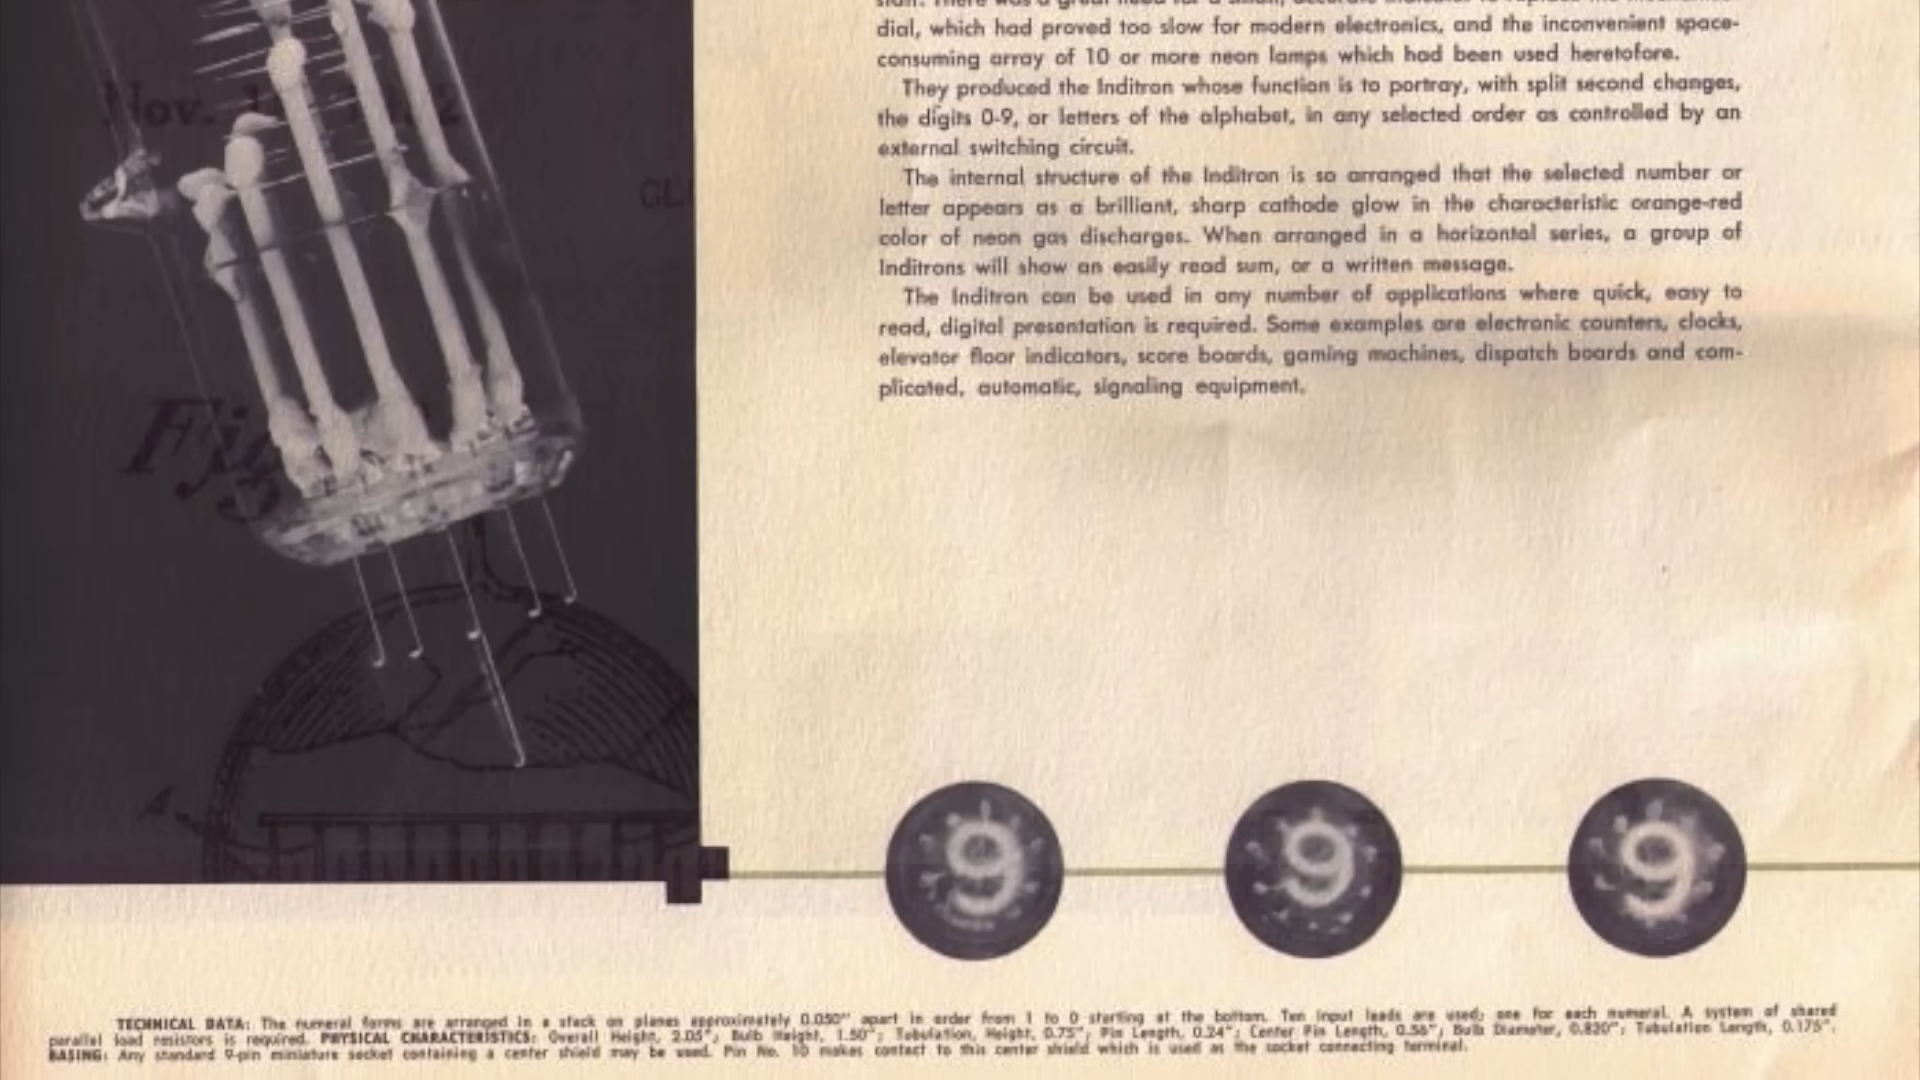 dial, which had proved too slow for modern electronics, and the inconvenient space-
consuming array of 10 or more neon lamps which had been used heretofore.
They produced the Inditron whose function is to portray, with split second changes,
the digits 0-9, or letters of the alphabet, in any selected order as controlled by an
external switching circuit.
The internal structure of the Inditron is so arranged that the selected number or
letter appears as a brilliant, sharp cathode glow in the characteristic orange-red
color of neon gas discharges. When arranged in a horizontal series, a group of
Inditrons will show an easily read sum, or a written message.
The Inditron can be used in any number of applications where quick, easy to
read, digital presentation is required. Some examples are electronic counters, clocks,
elevator floor indicators, score boards, gaming machines, dispatch boards and com-
plicated, automatic, signaling equipment.
Nov.
Fig
A
9 9 9
TECHNICAL DATA: The numeral forms are arranged in a stack on planes approximately 0.050" apart in order from 1 to 0 starting at the bottom. Ten input leads are used; one for each numeral. A system of shared
parallel load resistors is required. PHYSICAL CHARACTERISTICS: Overall Height, 2.05"; Bulb Height, 1.50"; Tabulation, Height, 0.75"; Pin Length, 0.24"; Center Pin Length, 0.56"; Bulb Diameter, 0.820"; Tubulation Length, 0.175".
BASING: Any standard 9-pin miniature socket containing a center shield may be used. Pin No. 10 makes contact to this center shield which is used as the socket connecting terminal.